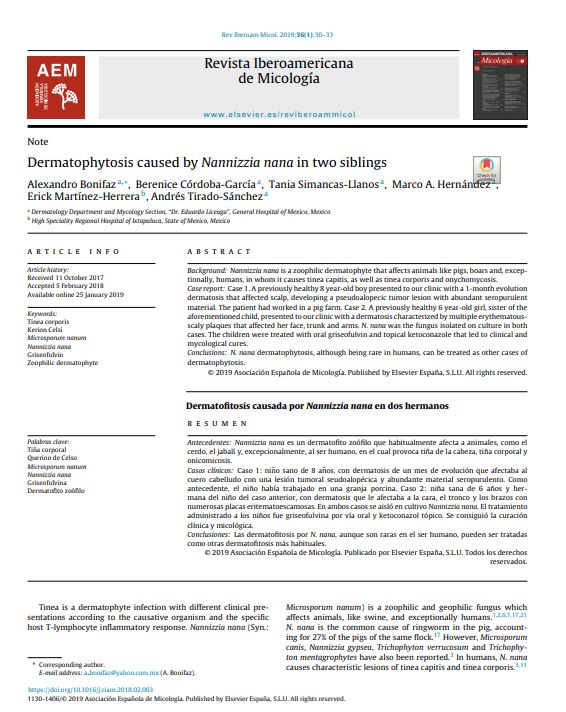 Rev Iberoam Micol. 2019;36(1):30–33
AEM
ASOCIACIÓN
ESPAÑOLA
DE MICOLOGÍA
Revista Iberoamericana
de Micología
www.elsevier.es/reviberoammicol
IBEROAMERICANA
Micología
Note
Dermatophytosis caused by Nannizzia nana in two siblings
Check for
updates
Alexandro Bonifaz a,*, Berenice Córdoba-García a, Tania Simancas-Llanos a, Marco A. Hernández a,
Erick Martínez-Herrera b, Andrés Tirado-Sánchez a
a Dermatology Department and Mycology Section, “Dr. Eduardo Liceaga”, General Hospital of Mexico, Mexico
b High Speciality Regional Hospital of Ixtapaluca, State of Mexico, Mexico
ARTICLE INFO
Article history:
Received 11 October 2017
Accepted 5 February 2018
Available online 25 January 2019
Keywords:
Tinea corporis
Kerion Celsi
Microsporum nanum
Nannizzia nana
Griseofulvin
Zoophilic dermatophyte
ABSTRACT
Background: Nannizzia nana is a zoophilic dermatophyte that affects animals like pigs, boars and, excep-
tionally, humans, in whom it causes tinea capitis, as well as tinea corporis and onychomycosis.
Case report: Case 1. A previously healthy 8 year-old boy presented to our clinic with a 1-month evolution
dermatosis that affected scalp, developing a pseudoalopecic tumor lesion with abundant seropurulent
material. The patient had worked in a pig farm. Case 2. A previously healthy 6 year-old girl, sister of the
aforementioned child, presented to our clinic with a dermatosis characterized by multiple erythematous-
scaly plaques that affected her face, trunk and arms. N. nana was the fungus isolated on culture in both
cases. The children were treated with oral griseofulvin and topical ketoconazole that led to clinical and
mycological cures.
Conclusions: N. nana dermatophytosis, although being rare in humans, can be treated as other cases of
dermatophytosis.
© 2019 Asociación Española de Micología. Published by Elsevier España, S.L.U. All rights reserved.
Dermatofitosis causada por Nannizzia nana en dos hermanos
RESUMEN
Palabras clave:
Tiña corporal
Querion de Celso
Microsporum nanum
Nannizzia nana
Griseofulvina
Dermatofito zoófilo
Antecedentes: Nannizzia nana es un dermatofito zoófilo que habitualmente afecta a animales, como el
cerdo, el jabalí y, excepcionalmente, al ser humano, en el cual provoca tiña de la cabeza, tiña corporal y
onicomicosis.
Casos clínicos: Caso 1: niño sano de 8 años, con dermatosis de un mes de evolución que afectaba al
cuero cabelludo con una lesión tumoral seudoalopécica y abundante material seropurulento. Como
antecedente, el niño había trabajado en una granja porcina. Caso 2: niña sana de 6 años y her-
mana del niño del caso anterior, con dermatosis que le afectaba a la cara, el tronco y los brazos con
numerosas placas eritematoescamosas. En ambos casos se aisló en cultivo Nannizzia nana. El tratamiento
administrado a los niños fue griseofulvina por vía oral y ketoconazol tópico. Se consiguió la curación
clínica y micológica.
Conclusiones: Las dermatofitosis por N. nana, aunque son raras en el ser humano, pueden ser tratadas
como otras dermatofitosis más habituales.
© 2019 Asociación Española de Micología. Publicado por Elsevier España, S.L.U. Todos los derechos
reservados.
Tinea is a dermatophyte infection with different clinical pre-
sentations according to the causative organism and the specific
host T-lymphocyte inflammatory response. Nannizzia nana (Syn.:
Microsporum nanum) is a zoophilic and geophilic fungus which
affects animals, like swine, and exceptionally humans.1,2,6,7,17,21
N. nana is the common cause of ringworm in the pig, account-
ing for 27% of the pigs of the same flock.17 However, Microsporum
canis, Nannizzia gypsea, Trichophyton verrucosum and Trichophy-
ton mentagrophytes have also been reported.3 In humans, N. nana
causes characteristic lesions of tinea capitis and tinea corporis.3,11
* Corresponding author.
E-mail address: a.bonifaz@yahoo.com.mx (A. Bonifaz).
https://doi.org/10.1016/j.riam.2018.02.003
1130-1406/© 2019 Asociación Española de Micología. Published by Elsevier España, S.L.U. All rights reserved.